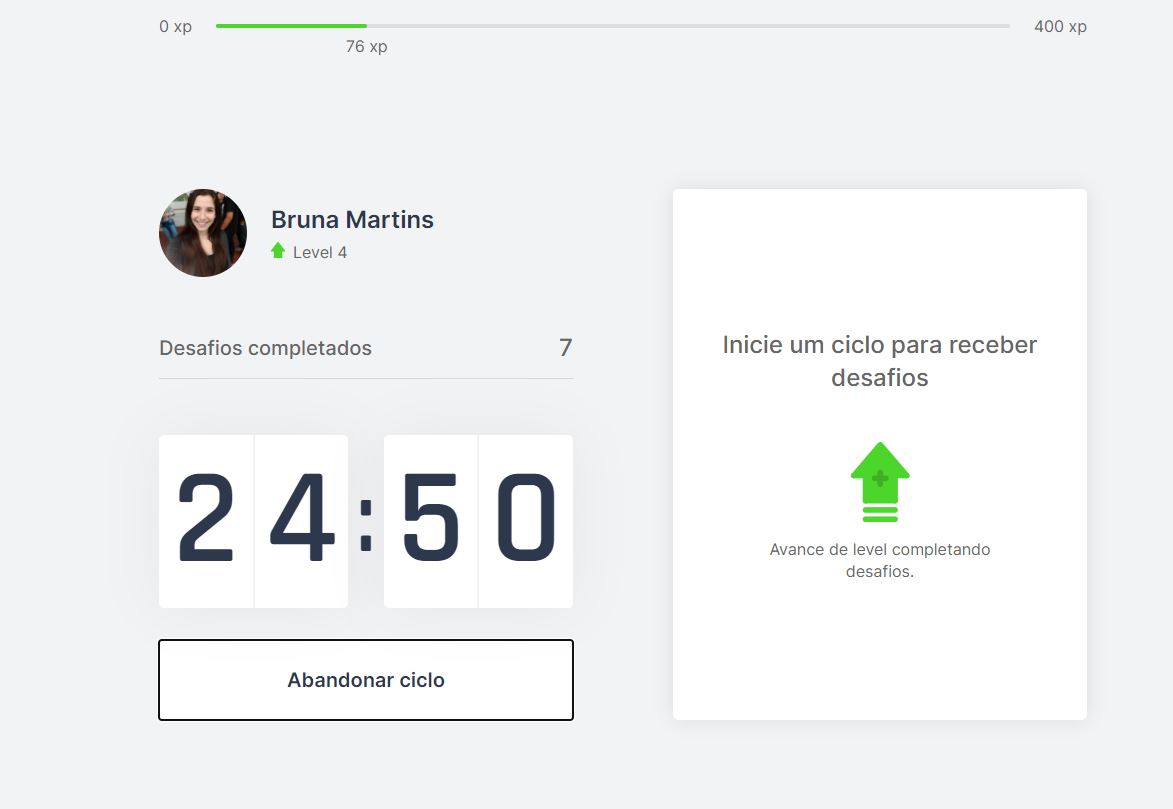 0 xp
400 xp
76 xp
Bruna Martins
Level 4
Desafios completados 7
24:50
Abandonar ciclo
Inicie um ciclo para receber
desafios
Avance de level completando
desafios.